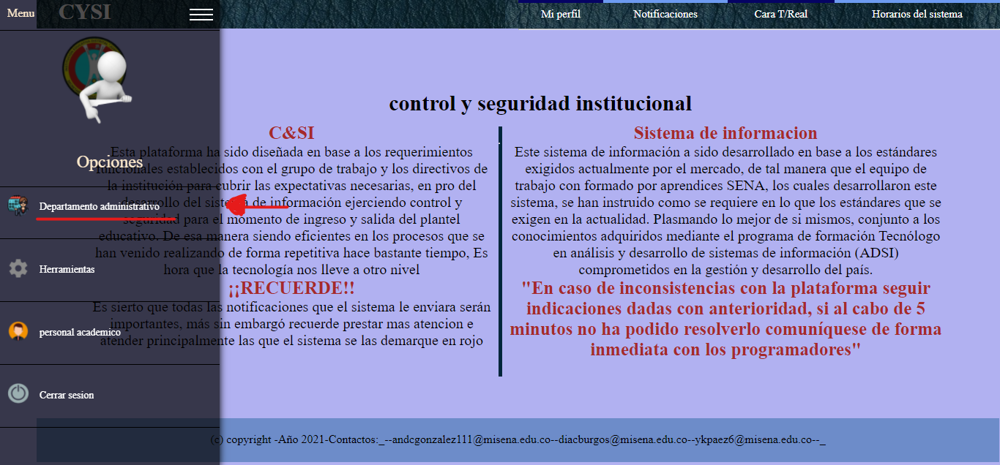 Menu
CYSI
Mi perfil
Notificaciones
Cara T/Real
Horarios del sistema
Opciones
Departamento administrativo
Herramientas
personal academico
Cerrar sesion
control y seguridad institucional
C&SI
Esta plataforma ha sido diseñada en base a los requerimientos
funcionales establecidos con el grupo de trabajo y los directivos de
la institución para cubrir las expectativas necesarias, en pro del
desarrollo del sistema de información ejerciendo control y
seguridad para el momento de ingreso y salida del plantel
educativo. De esa manera siendo eficientes en los procesos que se
han venido realizando de forma repetitiva hace bastante tiempo, Es
hora que la tecnología nos lleve a otro nivel
¡¡RECUERDE!!
Es sierto que todas las notificaciones que el sistema le enviara serán
importantes, más sin embargó recuerde prestar mas atencion e
atender principalmente las que el sistema se las demarque en rojo
Sistema de informacion
Este sistema de información a sido desarrollado en base a los estándares
exigidos actualmente por el mercado, de tal manera que el equipo de
trabajo con formado por aprendices SENA, los cuales desarrollaron este
sistema, se han instruido como se requiere en lo que los estándares que se
exigen en la actualidad. Plasmando lo mejor de si mismos, conjunto a los
conocimientos adquiridos mediante el programa de formación Tecnólogo
en análisis y desarrollo de sistemas de información (ADSI)
comprometidos en la gestión y desarrollo del país.
"En caso de inconsistencias con la plataforma seguir
indicaciones dadas con anterioridad, si al cabo de 5
minutos no ha podido resolverlo comuníquese de forma
inmediata con los programadores"
(c) copyright -Año 2021-Contactos:_--andcgonzalez111@misena.edu.co--diacburgos@misena.edu.co--ykpaez6@misena.edu.co--_